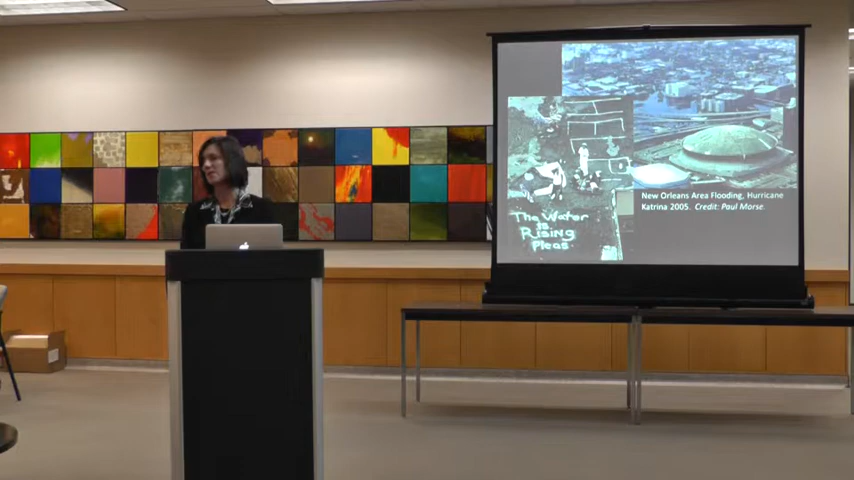 New Orleans Area Flooding, Hurricane
Katrina 2005. Credit: Paul Morse.
The Water
is
Rising
Pleas